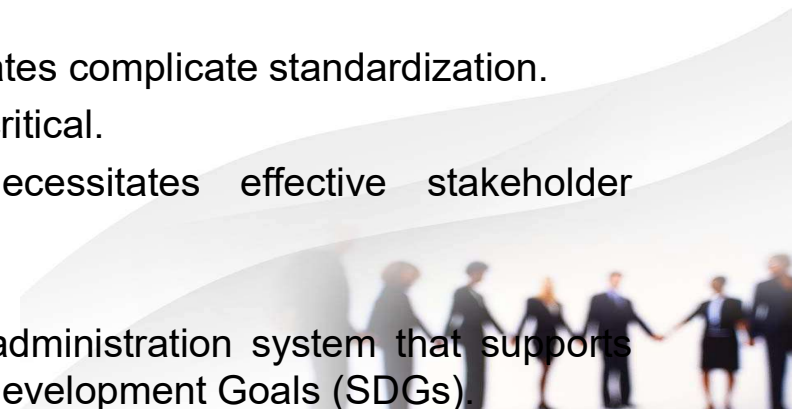 ates complicate standardization.
ritical.
ecessitates effective stakeholder
administration system that supports
evelopment Goals (SDGs).